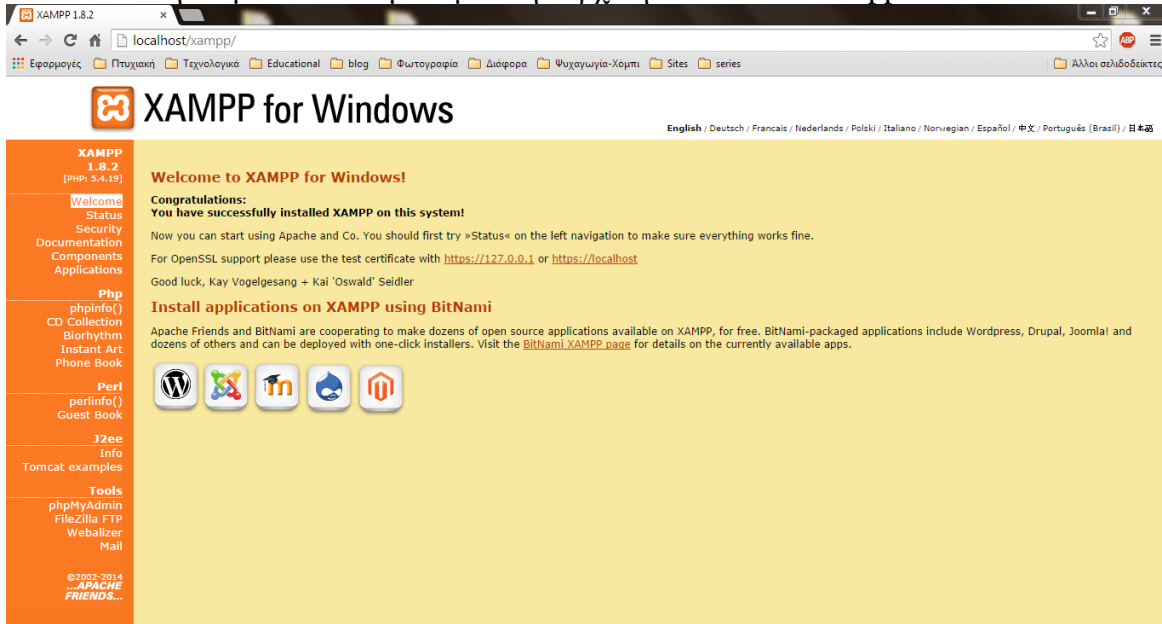 XAMPP 1.8.2
localhost/xampp/
ABP
Εφαρμογές Πτυχιακή Τεχνολογικά Educational blog Φωτογραφία Διάφορα Ψυχαγωγία-Χόμπι Sites series Άλλοι σελιδοδείκτες
XAMPP for Windows
English / Deutsch / Francais / Nederlands / Polski / Italiano / Norwegian / Español / 中文 / Português (Brasil) / 日本語
XAMPP
1.8.2
[PHP: 5.4.19]
Welcome
Status
Security
Documentation
Components
Applications
Php
phpinfo()
CD Collection
Biorhythm
Instant Art
Phone Book
Perl
perlinfo()
Guest Book
J2ee
Info
Tomcat examples
Tools
phpMyAdmin
FileZilla FTP
Webalizer
Mail
©2002-2014
...APACHE
FRIENDS...
Welcome to XAMPP for Windows!
Congratulations:
You have successfully installed XAMPP on this system!
Now you can start using Apache and Co. You should first try »Status« on the left navigation to make sure everything works fine.
For OpenSSL support please use the test certificate with https://127.0.0.1 or https://localhost
Good luck, Kay Vogelgesang + Kai 'Oswald' Seidler
Install applications on XAMPP using BitNami
Apache Friends and BitNami are cooperating to make dozens of open source applications available on XAMPP, for free. BitNami-packaged applications include Wordpress, Drupal, Joomla! and
dozens of others and can be deployed with one-click installers. Visit the BitNami XAMPP page for details on the currently available apps.